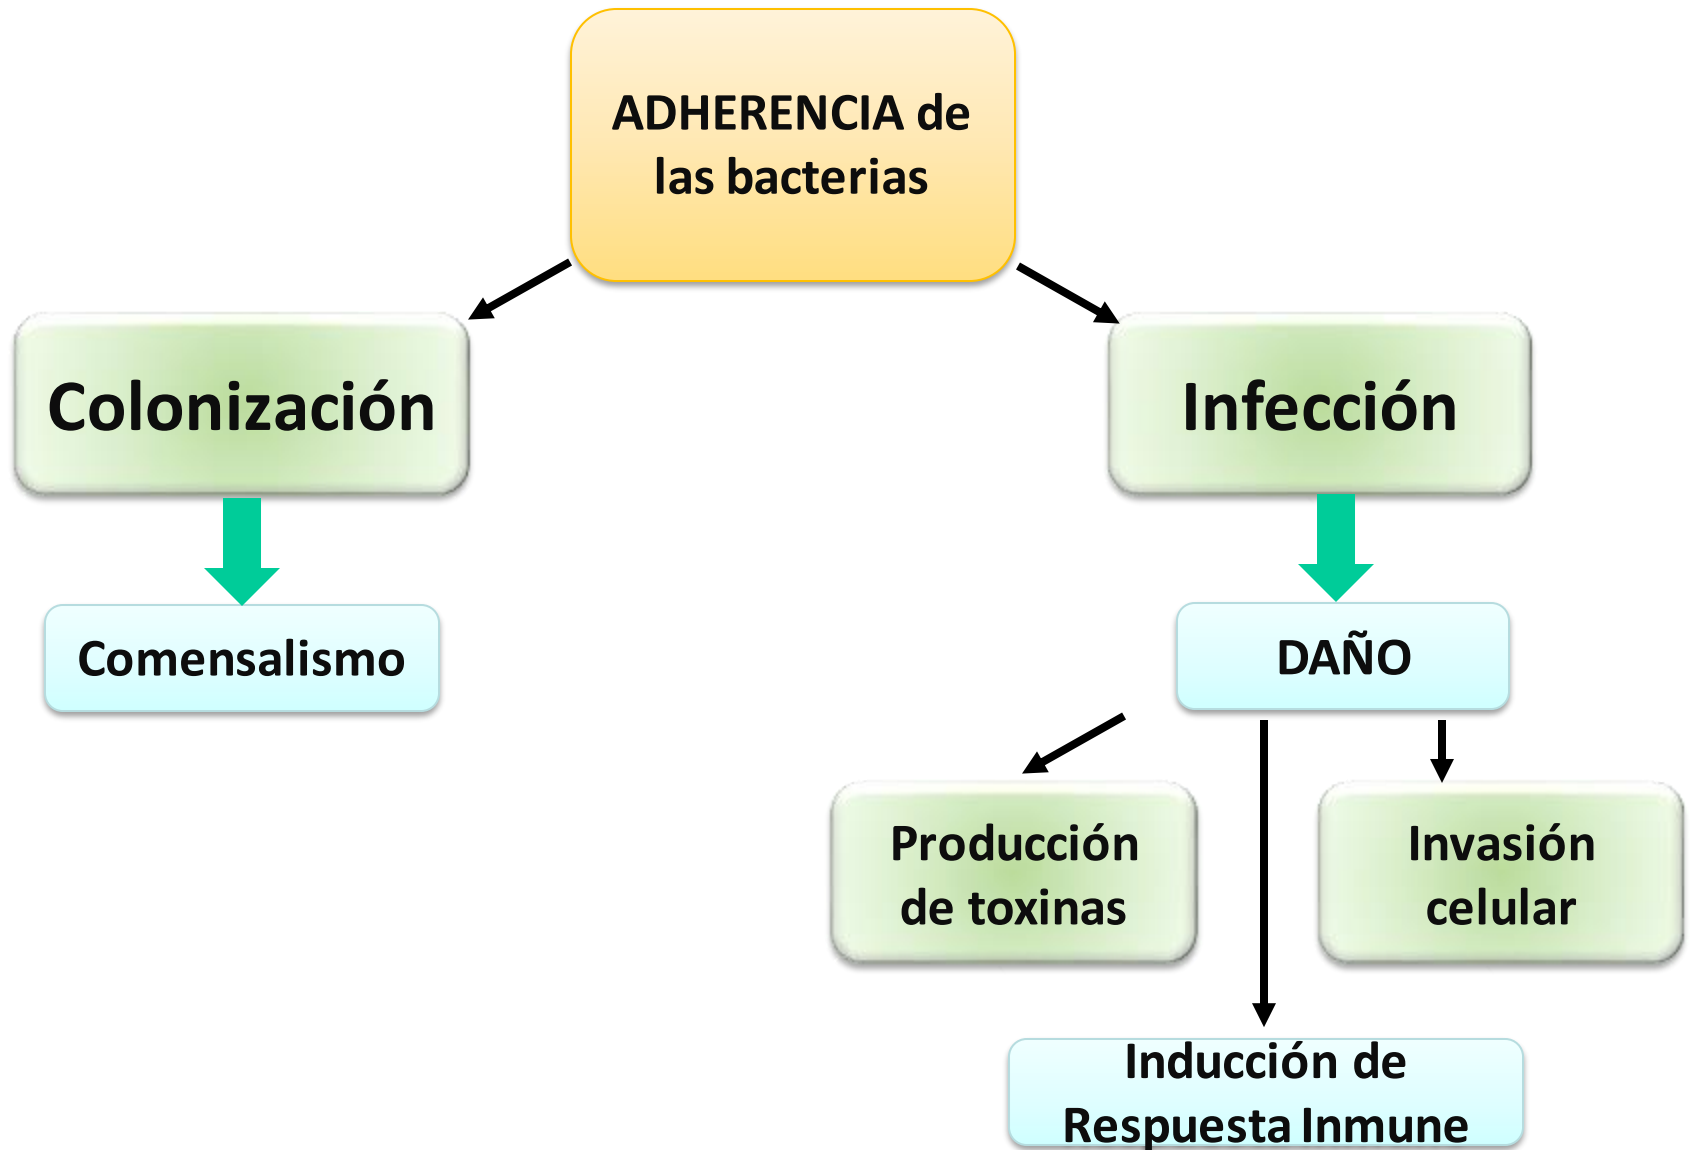 ADHERENCIA de
las bacterias
Colonización
Infección
Comensalismo
DAÑO
Producción
de toxinas
Invasión
celular
Inducción de
Respuesta Inmune